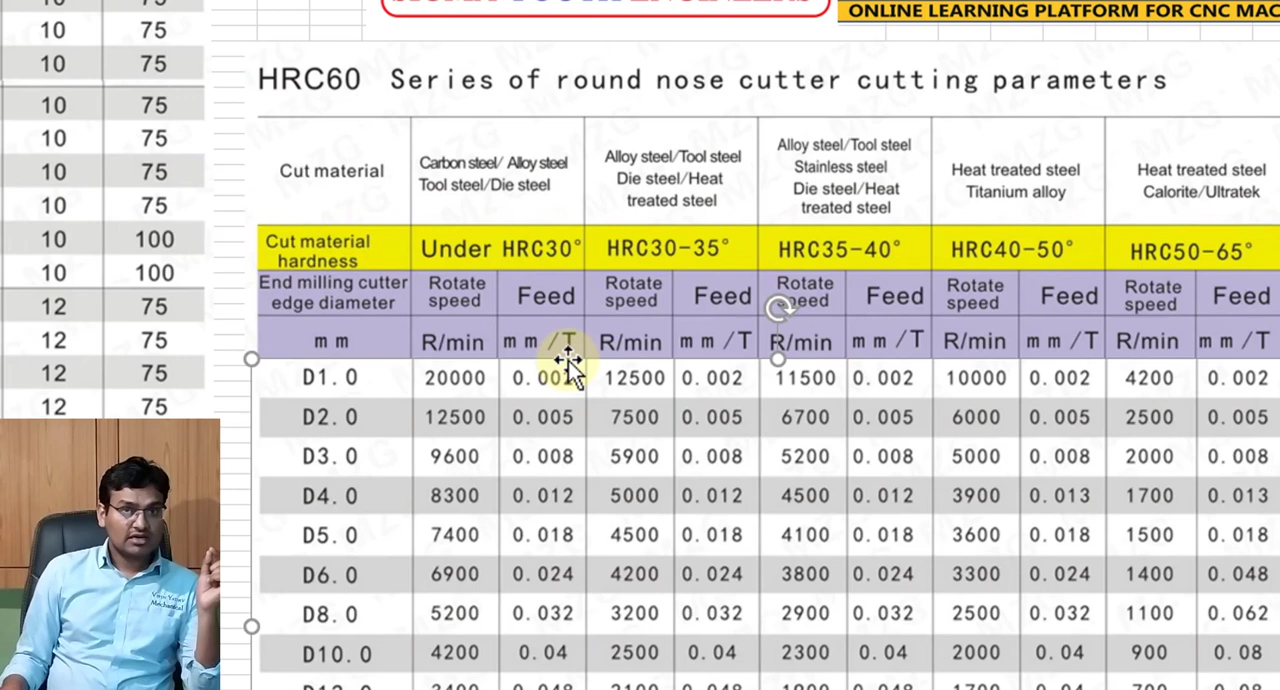 ONLINE LEARNING PLATFORM FOR CNC MAC
10 75
10 75
10 75
10 75
10 75
10 75
10 100
10 100
12 75
12 75
12 75
12 75
HRC60 Series of round nose cutter cutting parameters
Cut material
Carbon steel/ Alloy steel
Tool steel/Die steel
Alloy steel/Tool steel
Die steel/Heat
treated steel
Alloy steel/Tool steel
Stainless steel
Die steel/Heat
treated steel
Heat treated steel
Titanium alloy
Heat treated steel
Calorite/Ultratek
Cut material
hardness
Under HRC30° HRC30-35° HRC35-40° HRC40-50° HRC50-65°
End milling cutter
edge diameter
Rotate
speed
Feed
Rotate
speed
Feed
Rotate
speed
Feed
Rotate
speed
Feed
Rotate
speed
Feed
mm R/min mm/T R/min mm/T R/min mm/T R/min mm/T R/min mm/T
D1.0 20000 0.002 12500 0.002 11500 0.002 10000 0.002 4200 0.002
D2.0 12500 0.005 7500 0.005 6700 0.005 6000 0.005 2500 0.005
D3.0 9600 0.008 5900 0.008 5200 0.008 5000 0.008 2000 0.008
D4.0 8300 0.012 5000 0.012 4500 0.012 3900 0.013 1700 0.013
D5.0 7400 0.018 4500 0.018 4100 0.018 3600 0.018 1500 0.018
D6.0 6900 0.024 4200 0.024 3800 0.024 3300 0.024 1400 0.048
D8.0 5200 0.032 3200 0.032 2900 0.032 2500 0.032 1100 0.062
D10.0 4200 0.04 2500 0.04 2300 0.04 2000 0.04 900 0.08
Mechanical